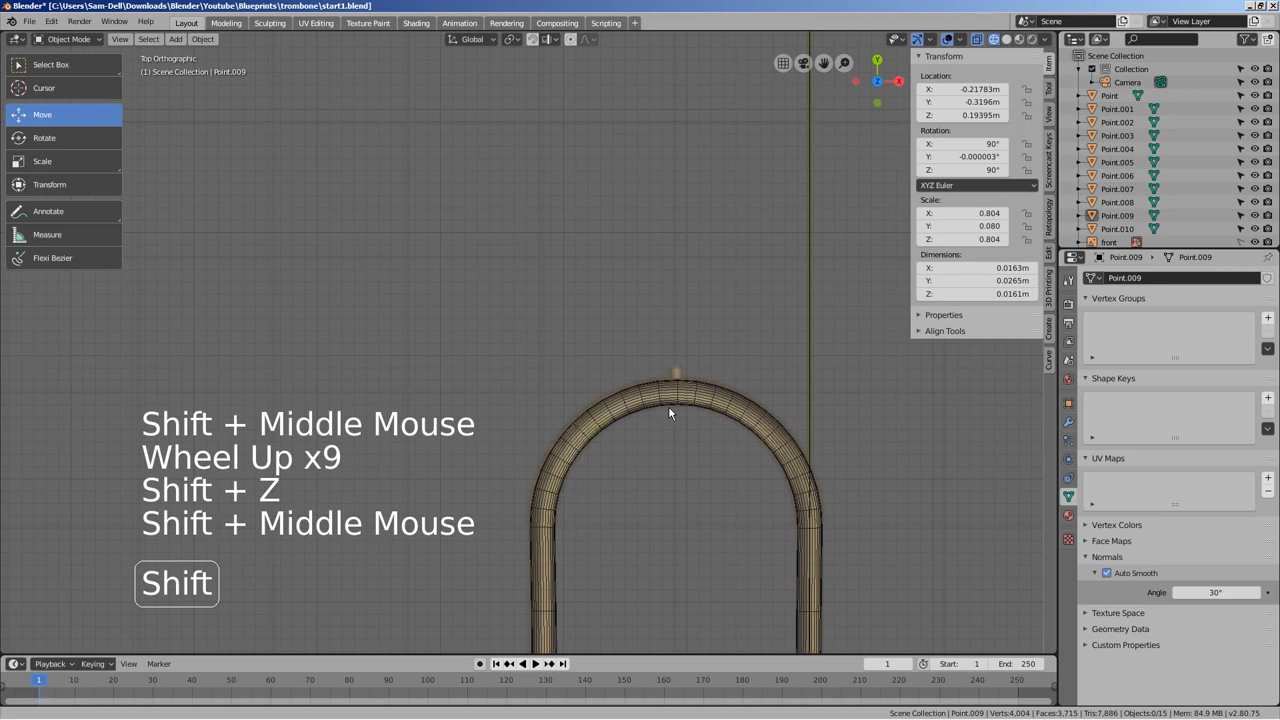 Blender* [C:\Users\Sam-Dell\Downloads\Blender\Youtube\Blueprints\trombone\start1.blend]
File Edit Render Window Help Layout Modeling Sculpting UV Editing Texture Paint Shading Animation Rendering Compositing Scripting + Scene View Layer
Object Mode View Select Add Object Global
Top Orthographic
(1) Scene Collection | Point.009
Select Box
Cursor
Move
Rotate
Scale
Transform
Annotate
Measure
Flexi Bezier
Y
X
Z
Transform
Location:
X: -0.21783m
Y: -0.3196m
Z: 0.19395m
Rotation:
X: 90°
Y: -0.000003°
Z: 90°
XYZ Euler
Scale:
X: 0.804
Y: 0.080
Z: 0.804
Dimensions:
X: 0.0163m
Y: 0.0265m
Z: 0.0161m
Properties
Align Tools
Item
Tool
View
Screencast Keys
Retopology
Edit
3D Printing
Create
Curve
Shift + Middle Mouse
Wheel Up x9
Shift + Z
Shift + Middle Mouse
Shift
Scene Collection
Collection
Camera
Point
Point.001
Point.002
Point.003
Point.004
Point.005
Point.006
Point.007
Point.008
Point.009
Point.010
front
Point.009 Point.009
Point.009
Vertex Groups
Shape Keys
UV Maps
Vertex Colors
Face Maps
Normals
Auto Smooth
Angle 30°
Texture Space
Geometry Data
Custom Properties
Playback Keying View Marker 1 Start: 1 End: 250
1 10 20 30 40 50 60 70 80 90 100 110 120 130 140 150 160 170 180 190 200 210 220 230 240 250
Scene Collection | Point.009 | Verts:4,004 | Faces:3,715 | Tris:7,886 | Objects:0/15 | Mem: 84.9 MB | v2.80.75